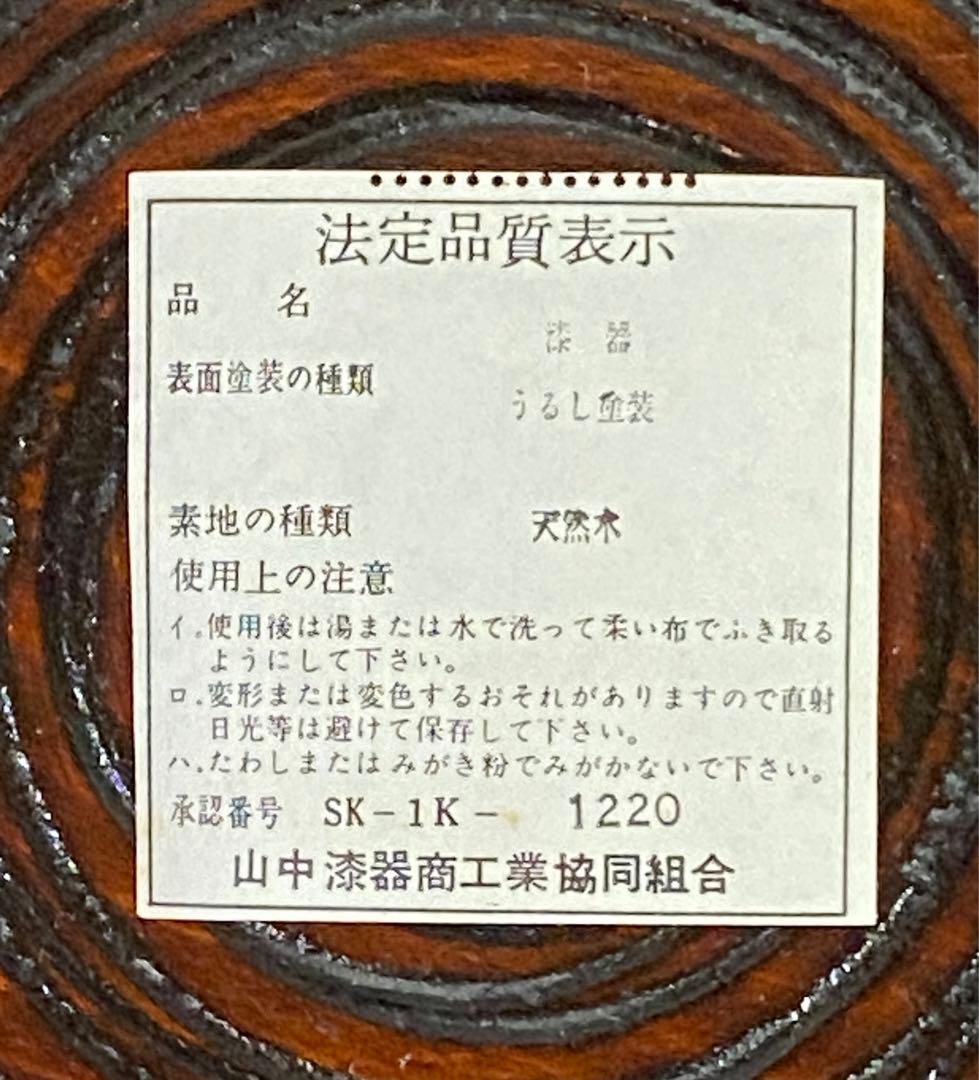 法定品質表示
品 名
漆 器
表面塗装の種類
うるし塗装
素地の種類 天然木
使用上の注意
イ.使用後は湯または水で洗って柔い布でふき取る
ようにして下さい。
ロ.変形または変色するおそれがありますので直射
日光等は避けて保存して下さい。
ハ.たわしまたはみがき粉でみがかないで下さい。
承認番号 SK-1K- 1220
山中漆器商工業協同組合